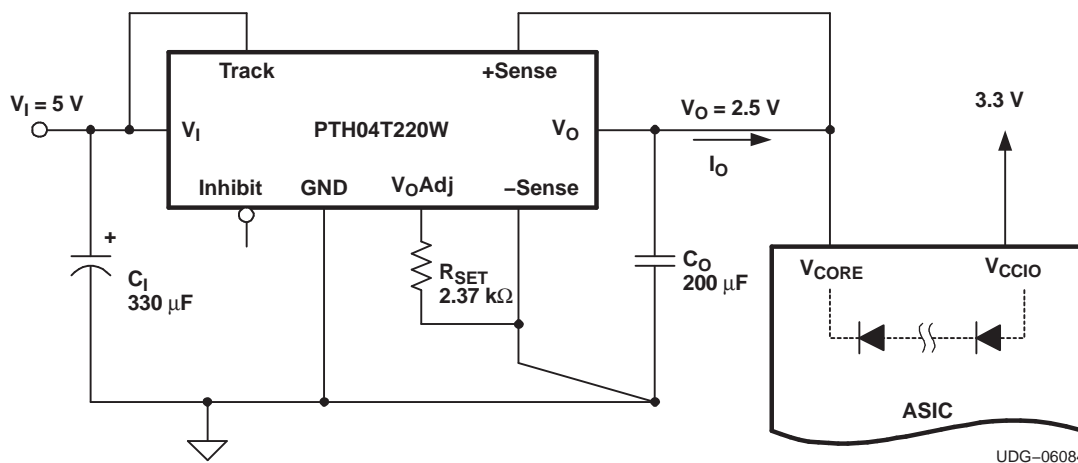 Track
+Sense
V_I = 5 V
V_I
PTH04T220W
V_O
V_O = 2.5 V
I_O
3.3 V
Inhibit
GND
V_OAdj
–Sense
+
C_I
330 μF
R_SET
2.37 kΩ
C_O
200 μF
V_CORE
V_CCIO
ASIC